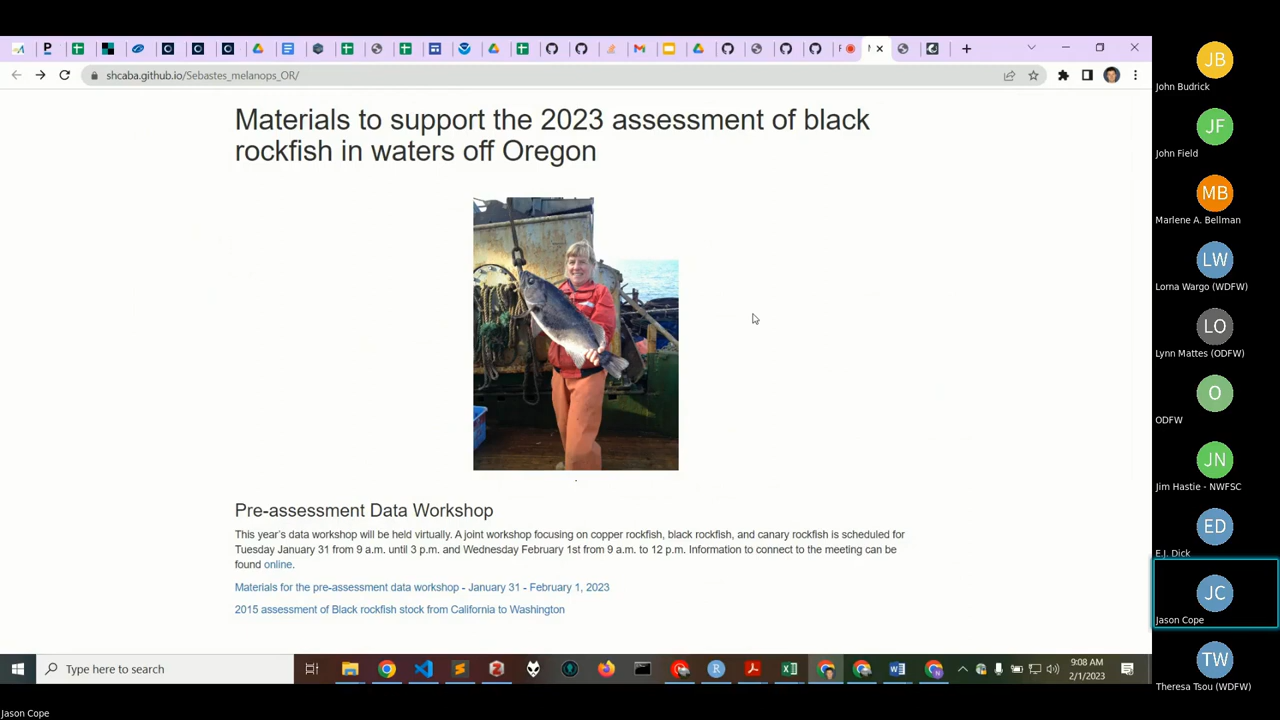 shcaba.github.io/Sebastes_melanops_OR/
Materials to support the 2023 assessment of black
rockfish in waters off Oregon
Pre-assessment Data Workshop
This year's data workshop will be held virtually. A joint workshop focusing on copper rockfish, black rockfish, and canary rockfish is scheduled for
Tuesday January 31 from 9 a.m. until 3 p.m. and Wednesday February 1st from 9 a.m. to 12 p.m. Information to connect to the meeting can be
found online.
Materials for the pre-assessment data workshop - January 31 - February 1, 2023
2015 assessment of Black rockfish stock from California to Washington
Type here to search
9:08 AM
2/1/2023
JB
John Budrick
JF
John Field
MB
Marlene A. Bellman
LW
Lorna Wargo (WDFW)
LO
Lynn Mattes (ODFW)
O
ODFW
JN
Jim Hastie - NWFSC
ED
E.J. Dick
JC
Jason Cope
TW
Theresa Tsou (WDFW)
Jason Cope